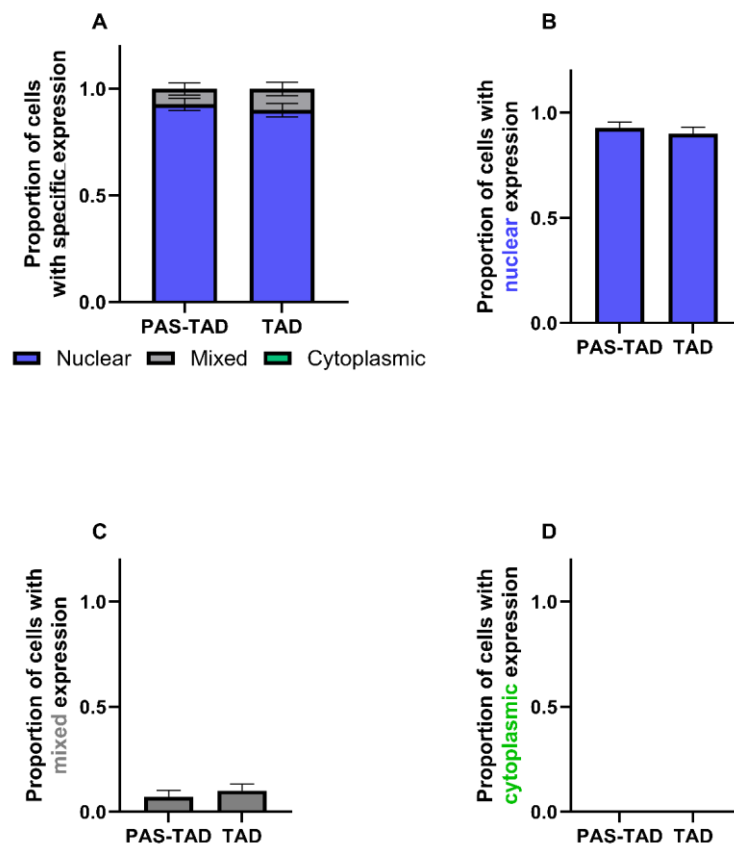 A
Proportion of cells
with specific expression
1.0
0.5
0.0
PAS-TAD TAD
Nuclear Mixed Cytoplasmic
B
Proportion of cells with
nuclear expression
1.0
0.5
0.0
PAS-TAD TAD
C
Proportion of cells with
mixed expression
1.0
0.5
0.0
PAS-TAD TAD
D
Proportion of cells with
cytoplasmic expression
1.0
0.5
0.0
PAS-TAD TAD